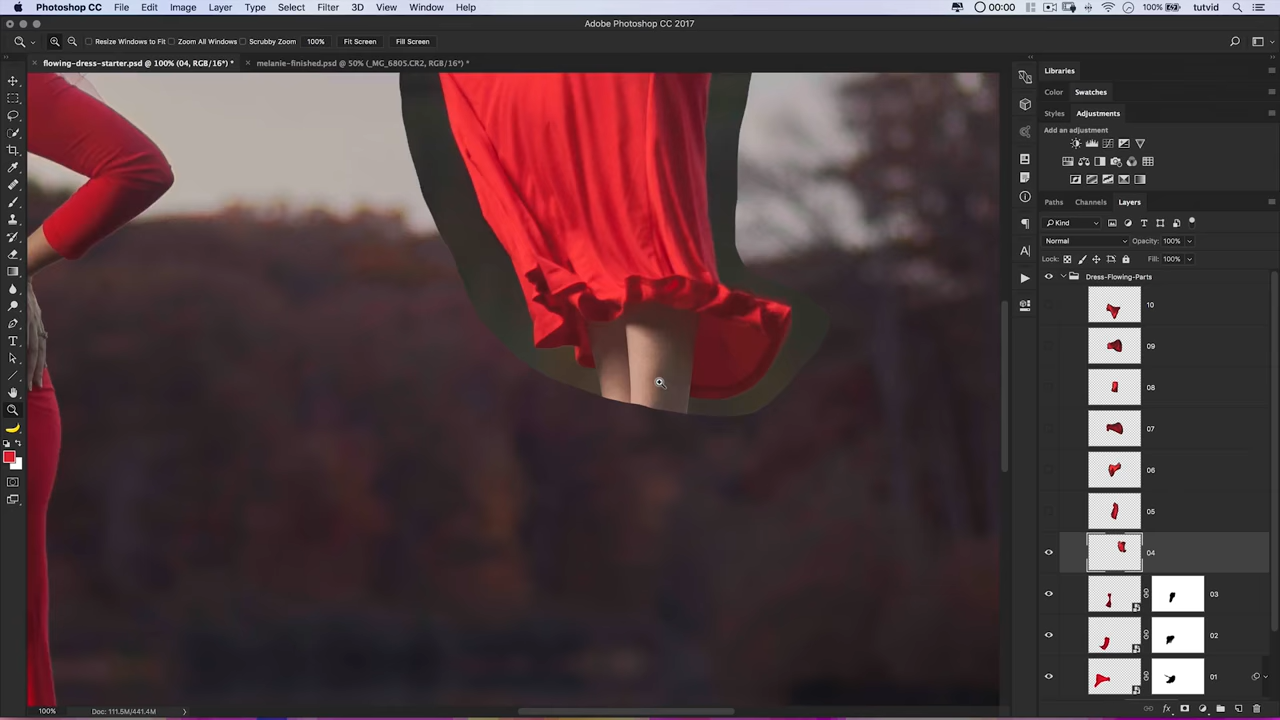 Photoshop CC File Edit Image Layer Type Select Filter 3D View Window Help 00:00 100% tutvid
Adobe Photoshop CC 2017
Resize Windows to Fit Zoom All Windows Scrubby Zoom 100% Fit Screen Fill Screen
flowing-dress-starter.psd @ 100% (04, RGB/16*) * melanie-finished.psd @ 50% (_MG_6805.CR2, RGB/16*) *
Libraries
Color Swatches
Styles Adjustments
Add an adjustment
Paths Channels Layers
Kind
Normal Opacity: 100%
Lock: Fill: 100%
Dress-Flowing-Parts
10
09
08
07
06
05
04
03
02
01
100% Doc: 111.5M/441.4M